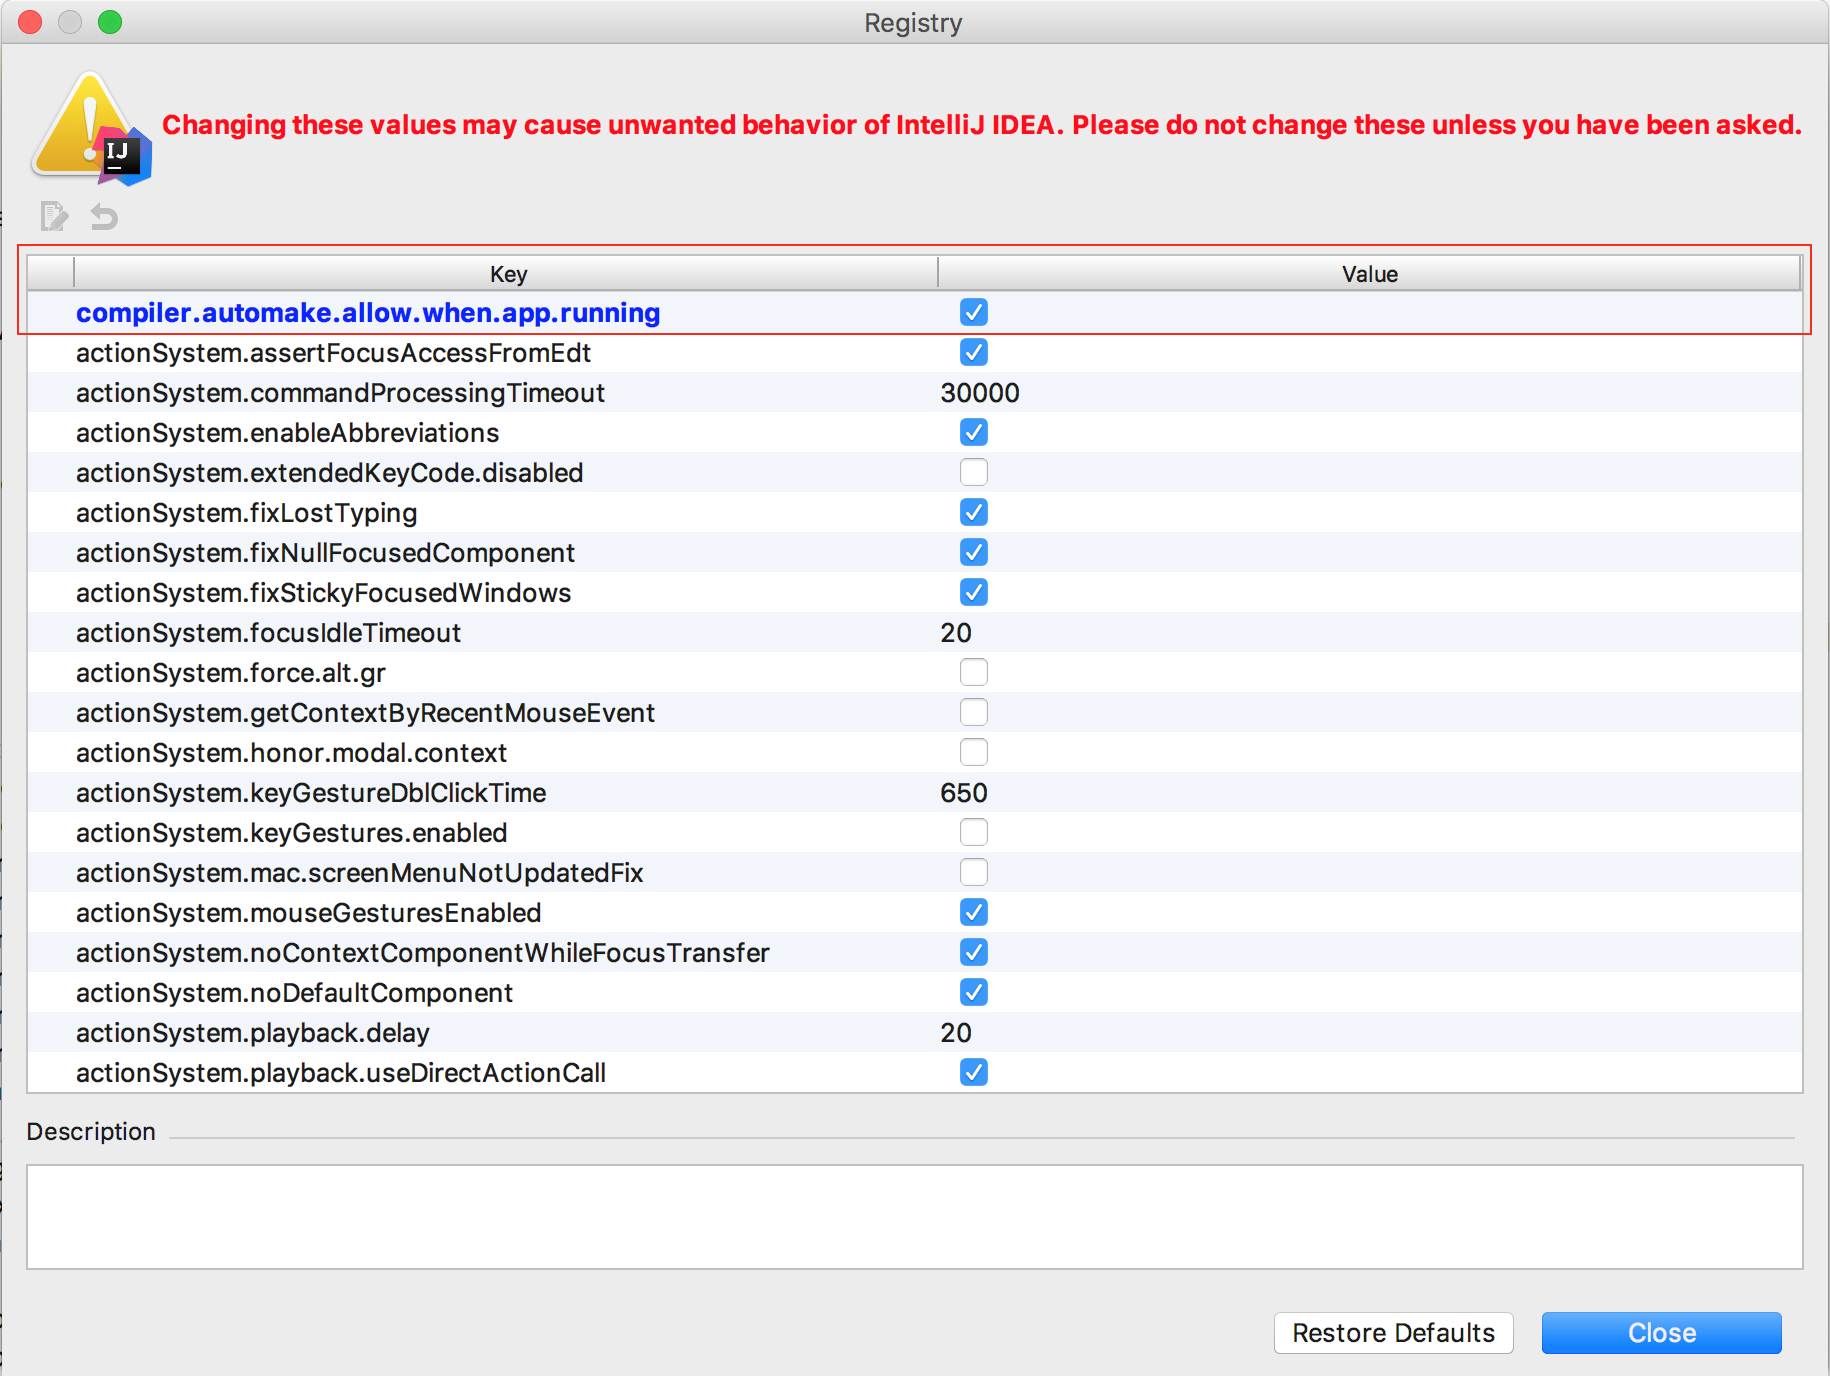 Registry
Changing these values may cause unwanted behavior of IntelliJ IDEA. Please do not change these unless you have been asked.
IJ
Key Value
compiler.automake.allow.when.app.running
actionSystem.assertFocusAccessFromEdt
actionSystem.commandProcessingTimeout 30000
actionSystem.enableAbbreviations
actionSystem.extendedKeyCode.disabled
actionSystem.fixLostTyping
actionSystem.fixNullFocusedComponent
actionSystem.fixStickyFocusedWindows
actionSystem.focusIdleTimeout 20
actionSystem.force.alt.gr
actionSystem.getContextByRecentMouseEvent
actionSystem.honor.modal.context
actionSystem.keyGestureDblClickTime 650
actionSystem.keyGestures.enabled
actionSystem.mac.screenMenuNotUpdatedFix
actionSystem.mouseGesturesEnabled
actionSystem.noContextComponentWhileFocusTransfer
actionSystem.noDefaultComponent
actionSystem.playback.delay 20
actionSystem.playback.useDirectActionCall
Description
Restore Defaults Close